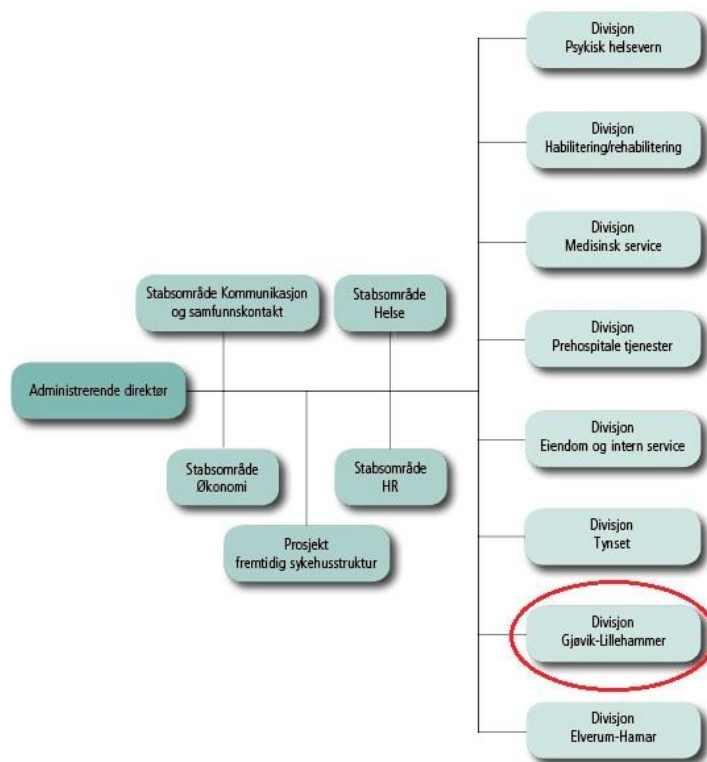 Divisjon
Psykisk helsevern
Divisjon
Habilitering/rehabilitering
Divisjon
Medisinsk service
Stabsområde Kommunikasjon
og samfunnskontakt
Stabsområde
Helse
Divisjon
Prehospitale tjenester
Administrerende direktør
Divisjon
Eiendom og intern service
Stabsområde
Økonomi
Stabsområde
HR
Prosjekt
fremtidig sykehusstruktur
Divisjon
Tynset
Divisjon
Gjøvik-Lillehammer
Divisjon
Elverum-Hamar